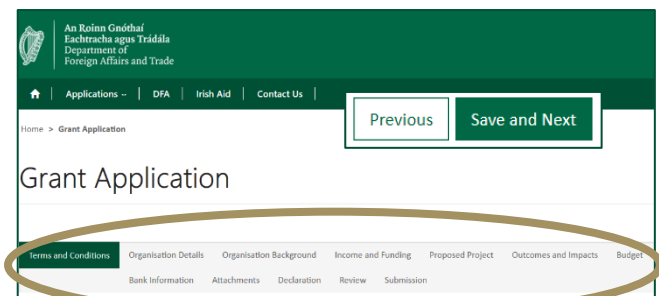 An Roinn Gnóthaí
Eachtracha agus Trádála
Department of
Foreign Affairs and Trade
Applications
DFA
Irish Aid
Contact Us
Previous
Save and Next
Home > Grant Application
Grant Application
Terms and Conditions
Organisation Details
Organisation Background
Income and Funding
Proposed Project
Outcomes and Impacts
Budget
Bank Information
Attachments
Declaration
Review
Submission